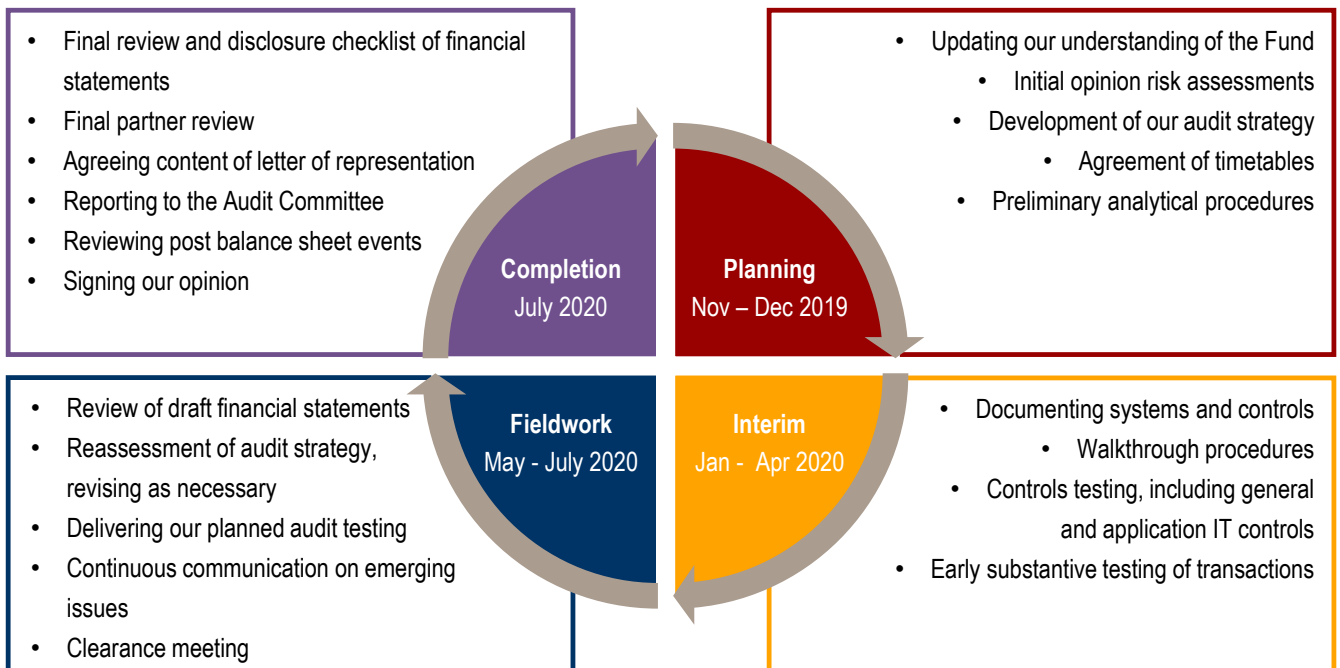 • Final review and disclosure checklist of financial
statements
• Final partner review
• Agreeing content of letter of representation
• Reporting to the Audit Committee
• Reviewing post balance sheet events
• Signing our opinion
Completion
July 2020
• Updating our understanding of the Fund
• Initial opinion risk assessments
• Development of our audit strategy
• Agreement of timetables
• Preliminary analytical procedures
Planning
Nov – Dec 2019
• Review of draft financial statements
• Reassessment of audit strategy,
revising as necessary
• Delivering our planned audit testing
• Continuous communication on emerging
issues
• Clearance meeting
Fieldwork
May - July 2020
Interim
Jan - Apr 2020
• Documenting systems and controls
• Walkthrough procedures
• Controls testing, including general
and application IT controls
• Early substantive testing of transactions